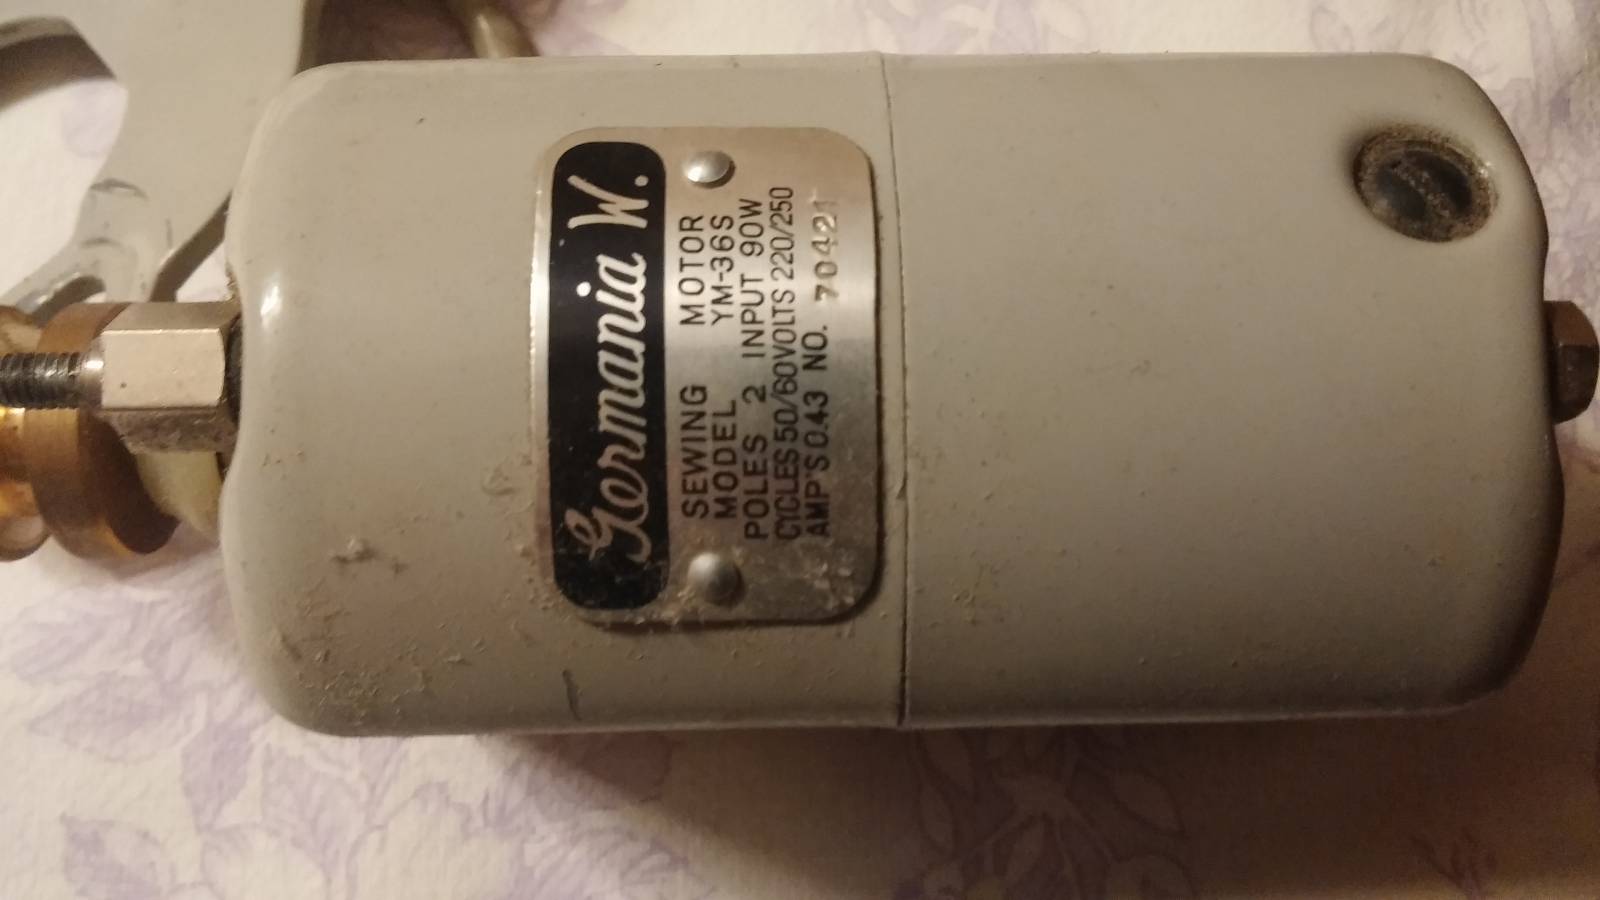 Germania W.
SEWING MOTOR
MODEL YM-36S
POLES 2 INPUT 90W
CYCLES 50/60 VOLTS 220/250
AMP'S 0.43 NO. 70421